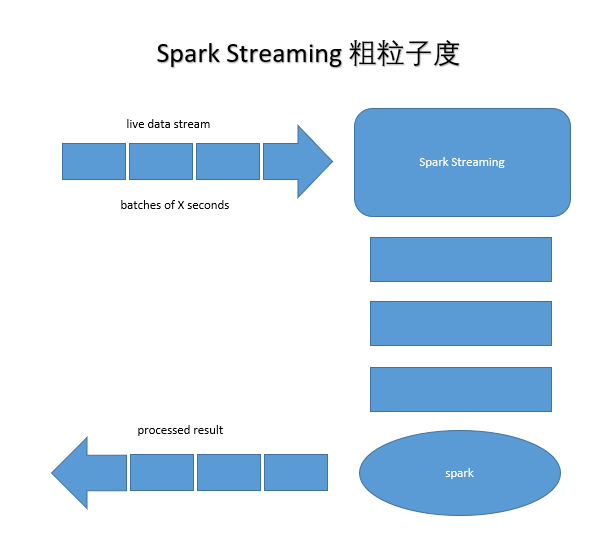 Spark Streaming 粗粒子度
live data stream
Spark Streaming
batches of X seconds
processed result
spark